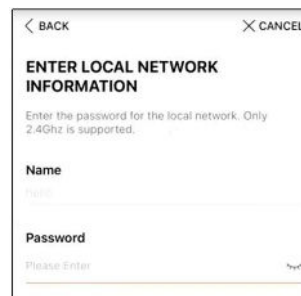 BACK
CANCEL
ENTER LOCAL NETWORK
INFORMATION
Enter the password for the local network. Only
2.4Ghz is supported.
Name
hello
Password
Please Enter